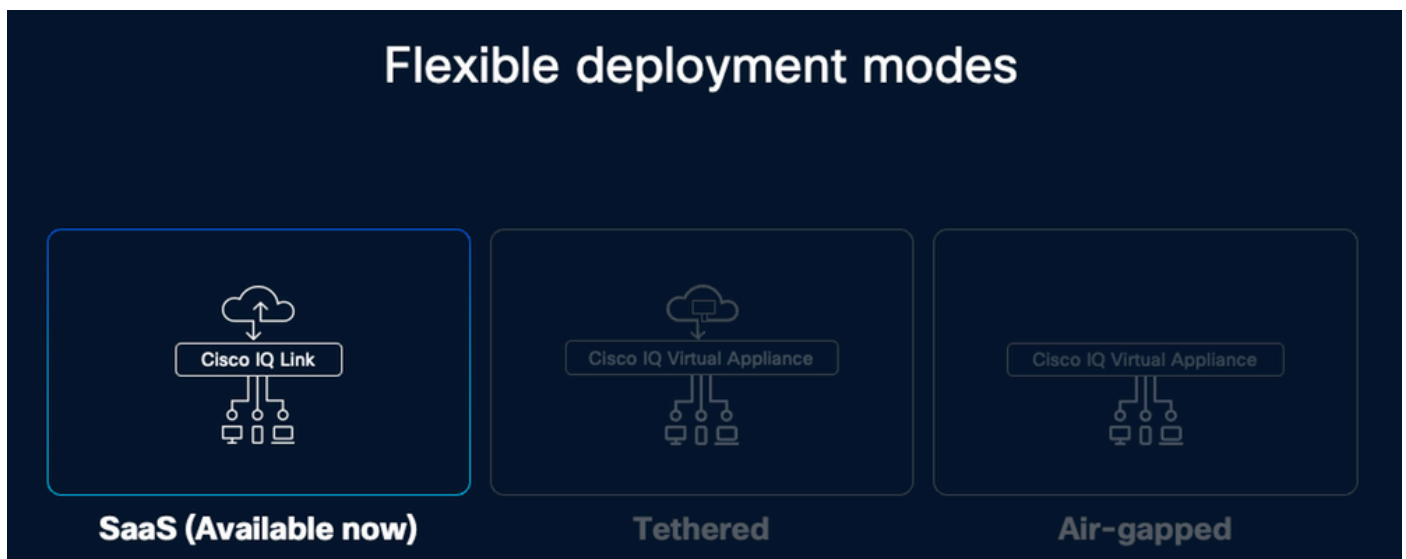 Flexible deployment modes
Cisco IQ Link
Cisco IQ Virtual Appliance
Cisco IQ Virtual Appliance
SaaS (Available now)
Tethered
Air-gapped